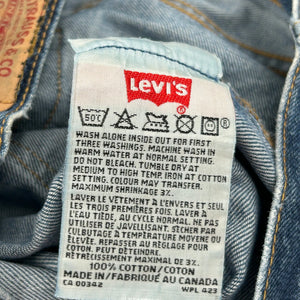 STRAUSS & CO
LEVI'S
®
50°
WASH ALONE INSIDE OUT FOR FIRST
THREE WASHINGS. MACHINE WASH IN
WARM WATER AT NORMAL SETTING.
DO NOT BLEACH. TUMBLE DRY AT
MEDIUM TO HIGH TEMP. IRON AT COTTON
SETTING. COLOUR MAY TRANSFER.
MAXIMUM SHRINKAGE 3%.
LAVER LE VÊTEMENT À L'ENVERS ET SEUL
LES TROIS PREMIÈRES FOIS. LAVER À
L'EAU TIÈDE, AU CYCLE NORMAL. NE PAS
UTILISER DE JAVELLISANT. SÉCHER PAR
CULBUTAGE À TEMPÉRATURE MOYENNE OU
ÉLEVÉE. REPASSER AU RÉGLAGE POUR
COTON. DÉTEINT.
RÉTRÉCISSEMENT MAXIMAL DE 3%
100% COTTON/COTON
MADE IN/FABRIQUÉ AU CANADA
CA 00342 WPL 423